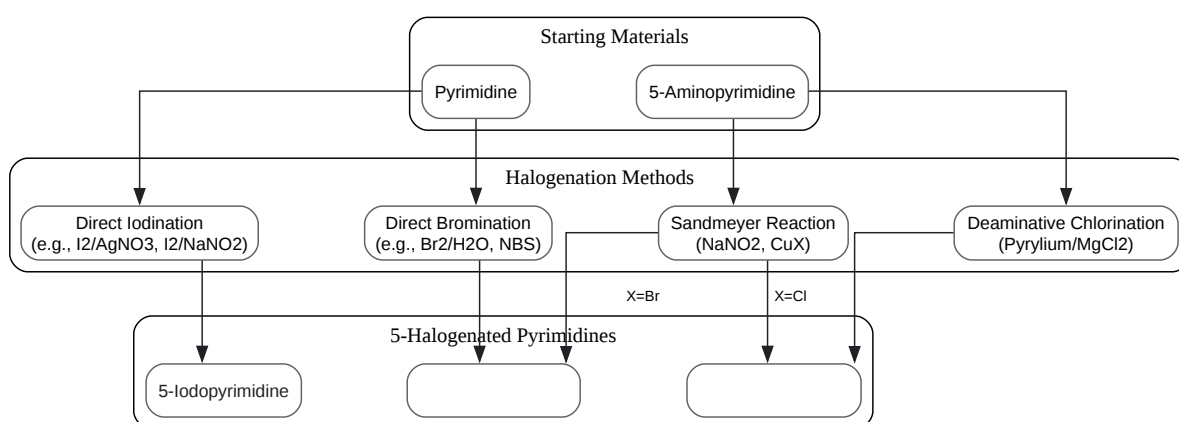 Starting Materials
Pyrimidine
5-Aminopyrimidine
Halogenation Methods
Direct Iodination
(e.g., I2/AgNO3, I2/NaNO2)
Direct Bromination
(e.g., Br2/H2O, NBS)
Sandmeyer Reaction
(NaNO2, CuX)
Deaminative Chlorination
(Pyrylium/MgCl2)
X=Br
X=Cl
5-Halogenated Pyrimidines
5-Iodopyrimidine